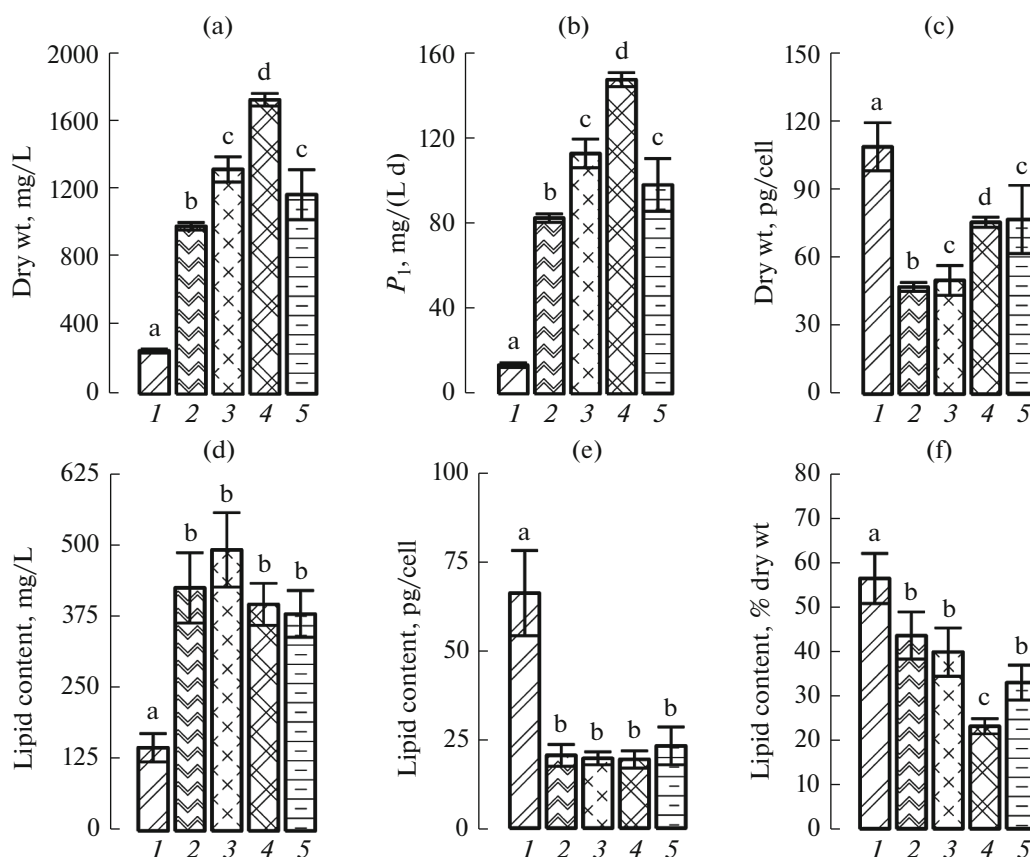 (a)
Dry wt, mg/L
2000
1600
1200
800
400
0
a
b
c
d
c
1 2 3 4 5
(b)
P1, mg/(L d)
160
120
80
40
0
a
b
c
d
c
1 2 3 4 5
(c)
Dry wt, pg/cell
150
120
90
60
30
0
a
b
c
d
c
1 2 3 4 5
(d)
Lipid content, mg/L
625
500
375
250
125
0
a
b
b
b
b
1 2 3 4 5
(e)
Lipid content, pg/cell
100
75
50
25
0
a
b
b
b
b
1 2 3 4 5
(f)
Lipid content, % dry wt
80
70
60
50
40
30
20
10
0
a
b
b
c
b
1 2 3 4 5